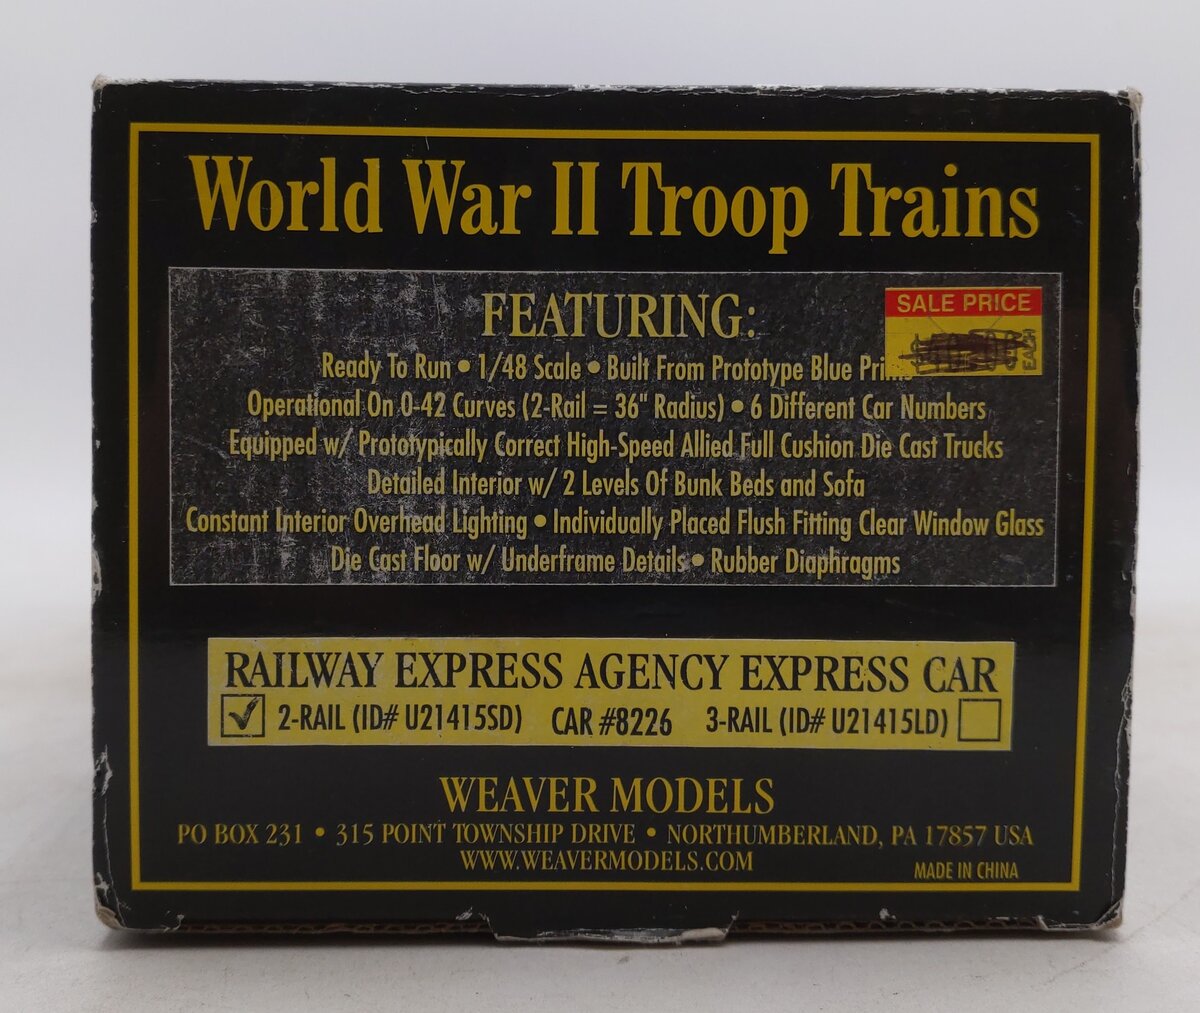 World War II Troop Trains
FEATURING:
SALE PRICE
EACH
Ready To Run • 1/48 Scale • Built From Prototype Blue
Operational On 0-42 Curves (2-Rail = 36" Radius) • 6 Different Car Numbers
Equipped w/ Prototypically Correct High-Speed Allied Full Cushion Die Cast Trucks
Detailed Interior w/ 2 Levels Of Bunk Beds and Sofa
Constant Interior Overhead Lighting • Individually Placed Flush Fitting Clear Window Glass
Die Cast Floor w/ Underframe Details • Rubber Diaphragms
RAILWAY EXPRESS AGENCY EXPRESS CAR
2-RAIL (ID# U21415SD) CAR #8226 3-RAIL (ID# U21415LD)
WEAVER MODELS
PO BOX 231 • 315 POINT TOWNSHIP DRIVE • NORTHUMBERLAND, PA 17857 USA
WWW.WEAVERMODELS.COM
MADE IN CHINA